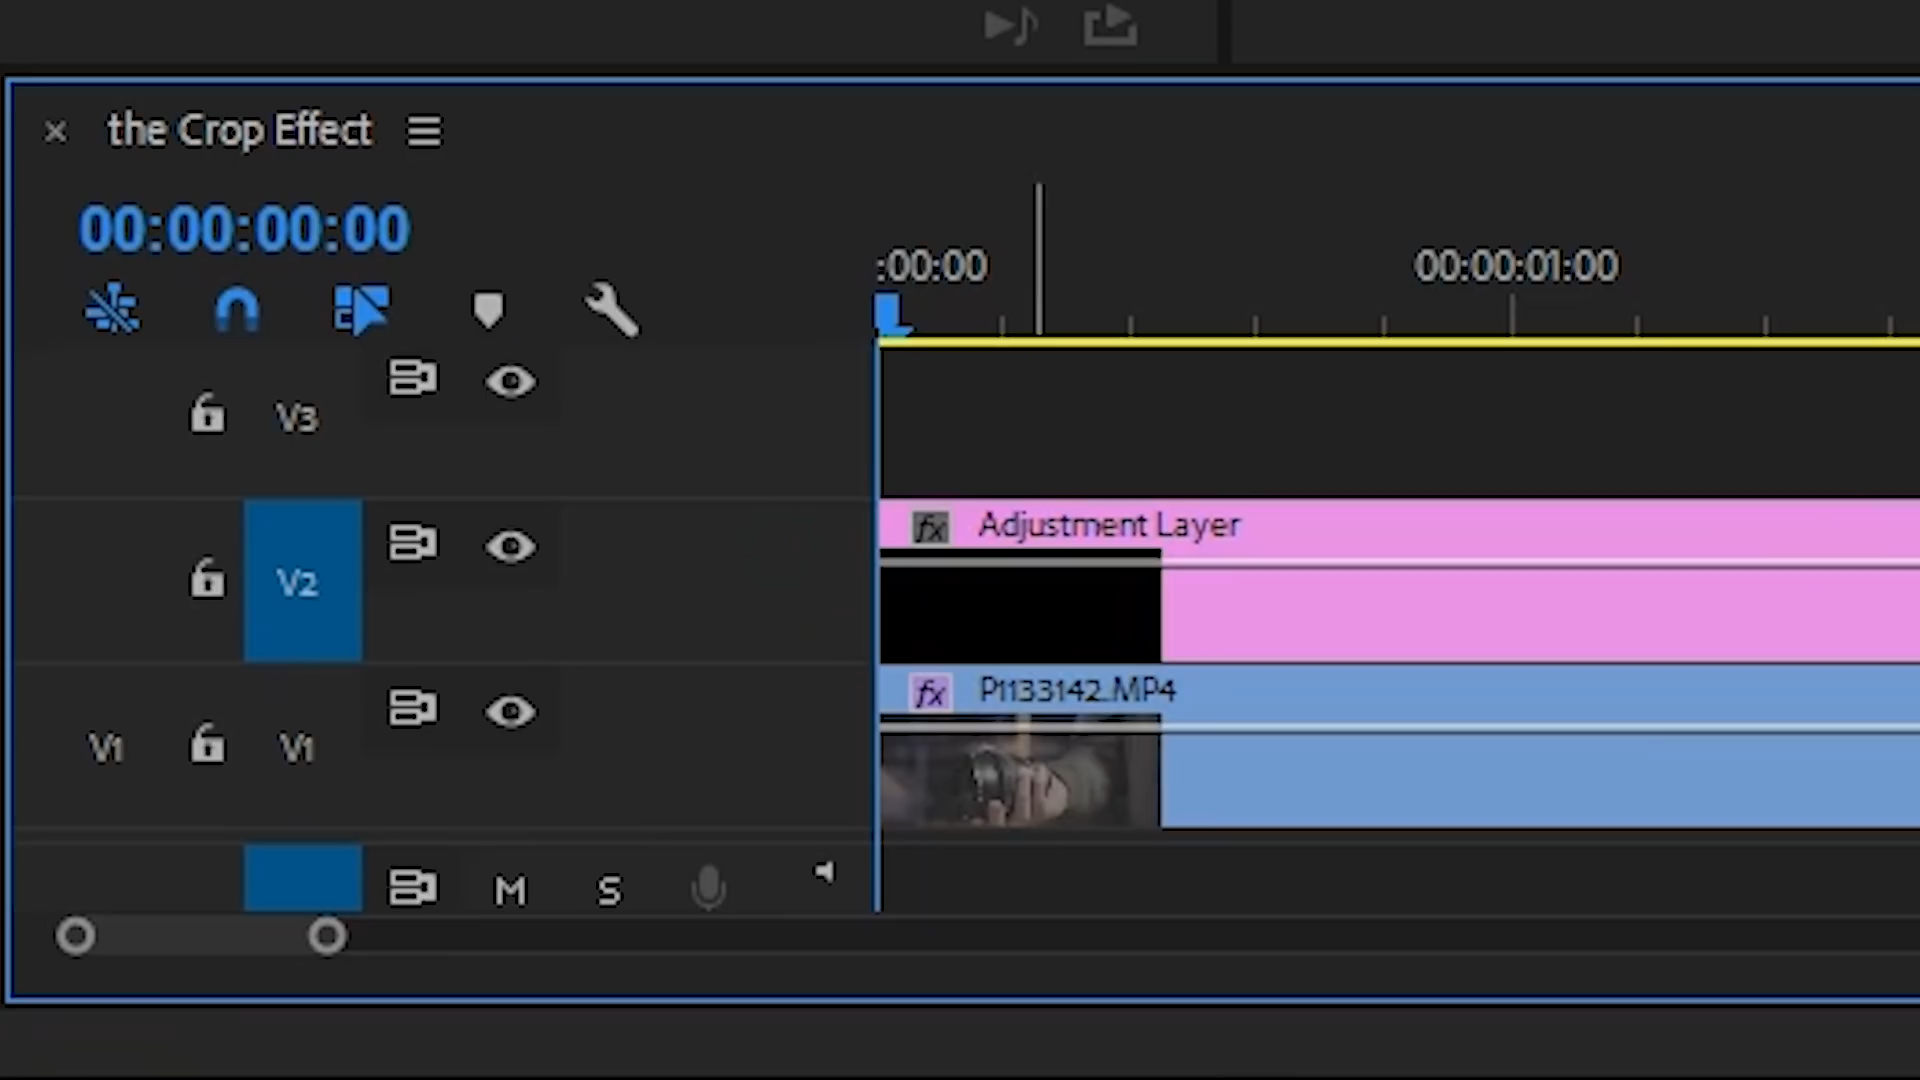 the Crop Effect
00:00:00:00
:00:00 00:00:01:00
V3
fx Adjustment Layer
V2
fx P1133142.MP4
V1 V1
M S